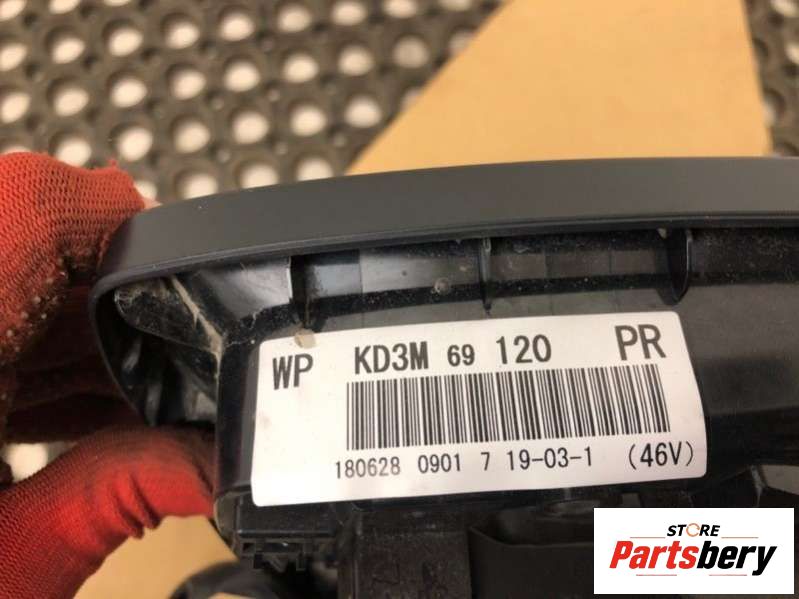 WP KD3M 69 120 PR
180628 0901 7 19-03-1 (46V)
STORE
Partsbery